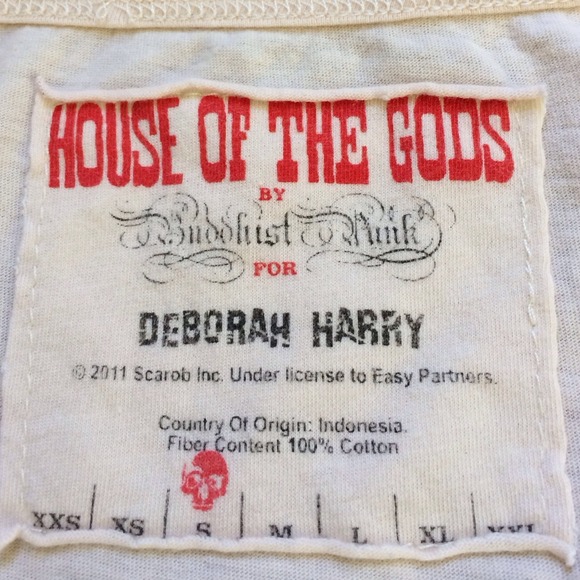 HOUSE OF THE GODS
BY
Buddhist Punk
FOR
DEBORAH HARRY
© 2011 Scarob Inc. Under license to Easy Partners.
Country Of Origin: Indonesia.
Fiber Content 100% Cotton
XXS XS S M L XL XXL